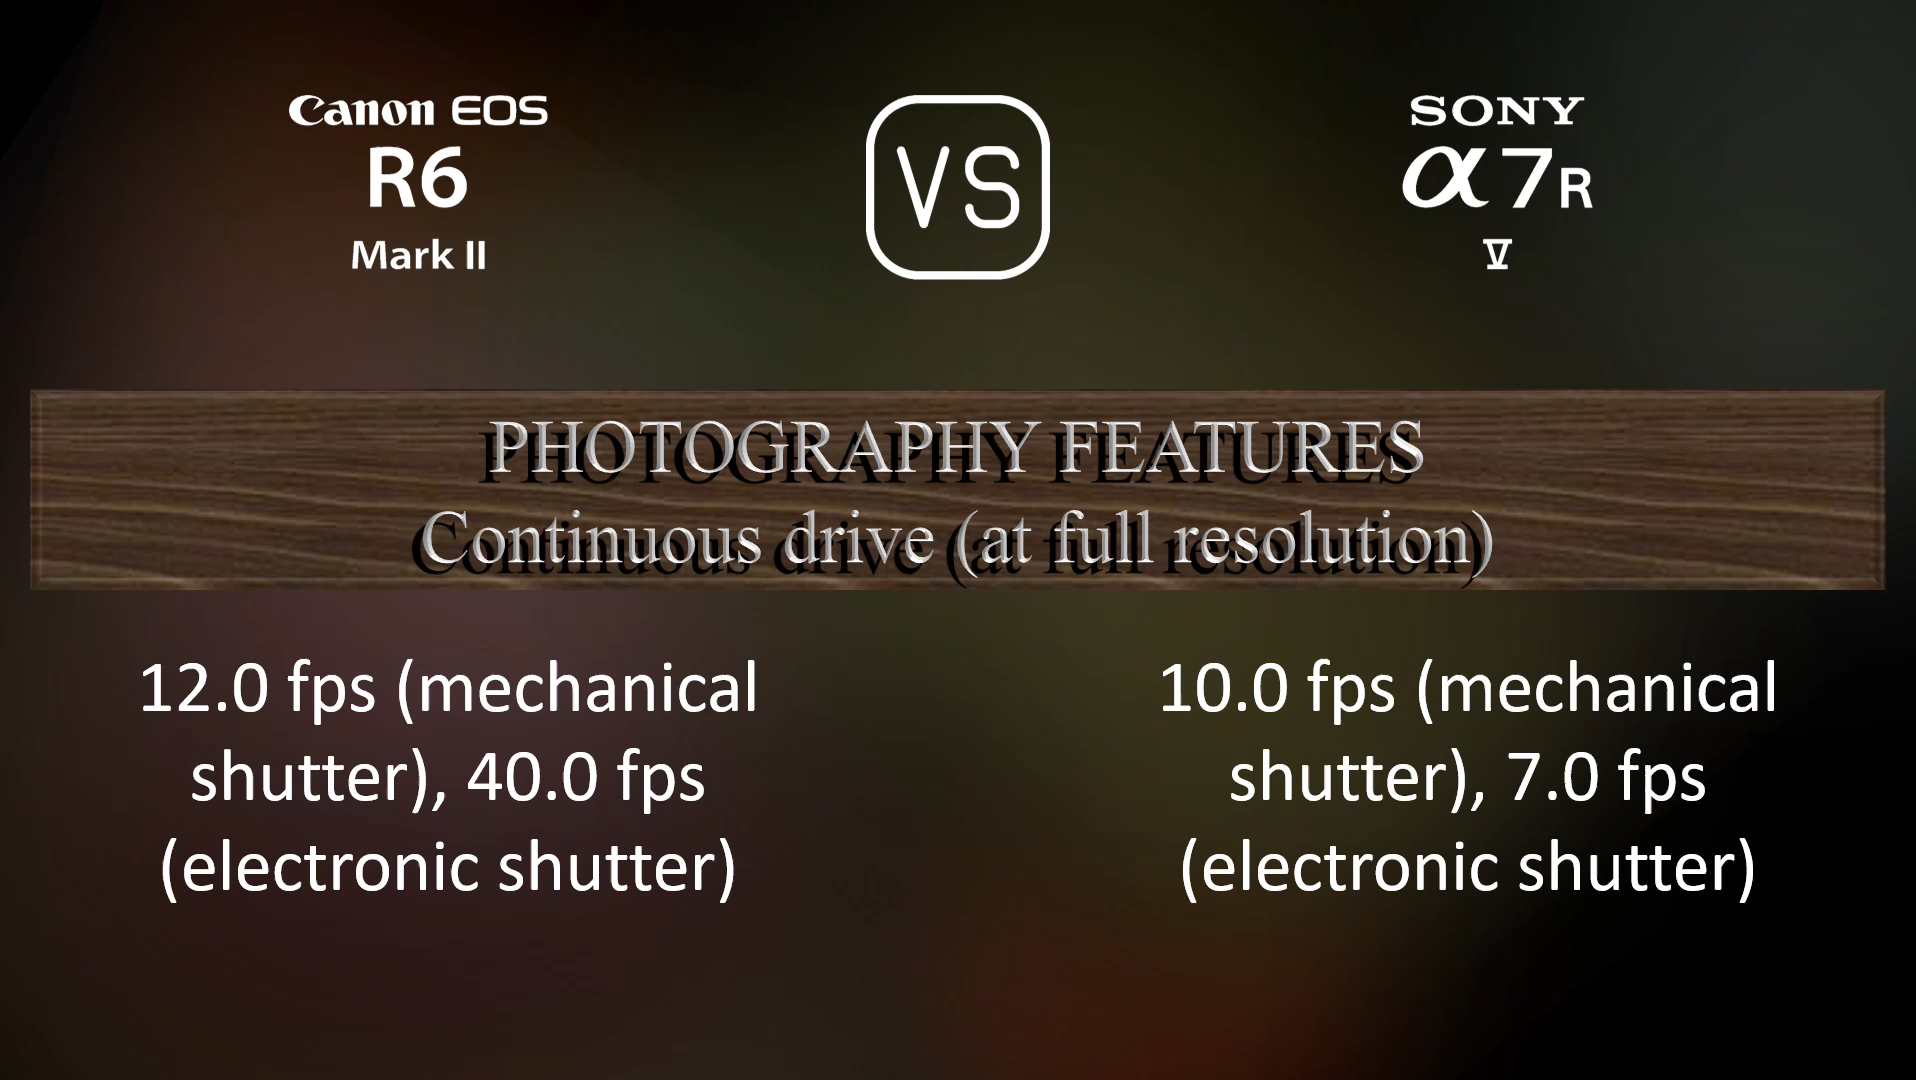 Canon EOS
R6
Mark II
VS
SONY
α7R
V
PHOTOGRAPHY FEATURES
Continuous drive (at full resolution)
12.0 fps (mechanical
shutter), 40.0 fps
(electronic shutter)
10.0 fps (mechanical
shutter), 7.0 fps
(electronic shutter)